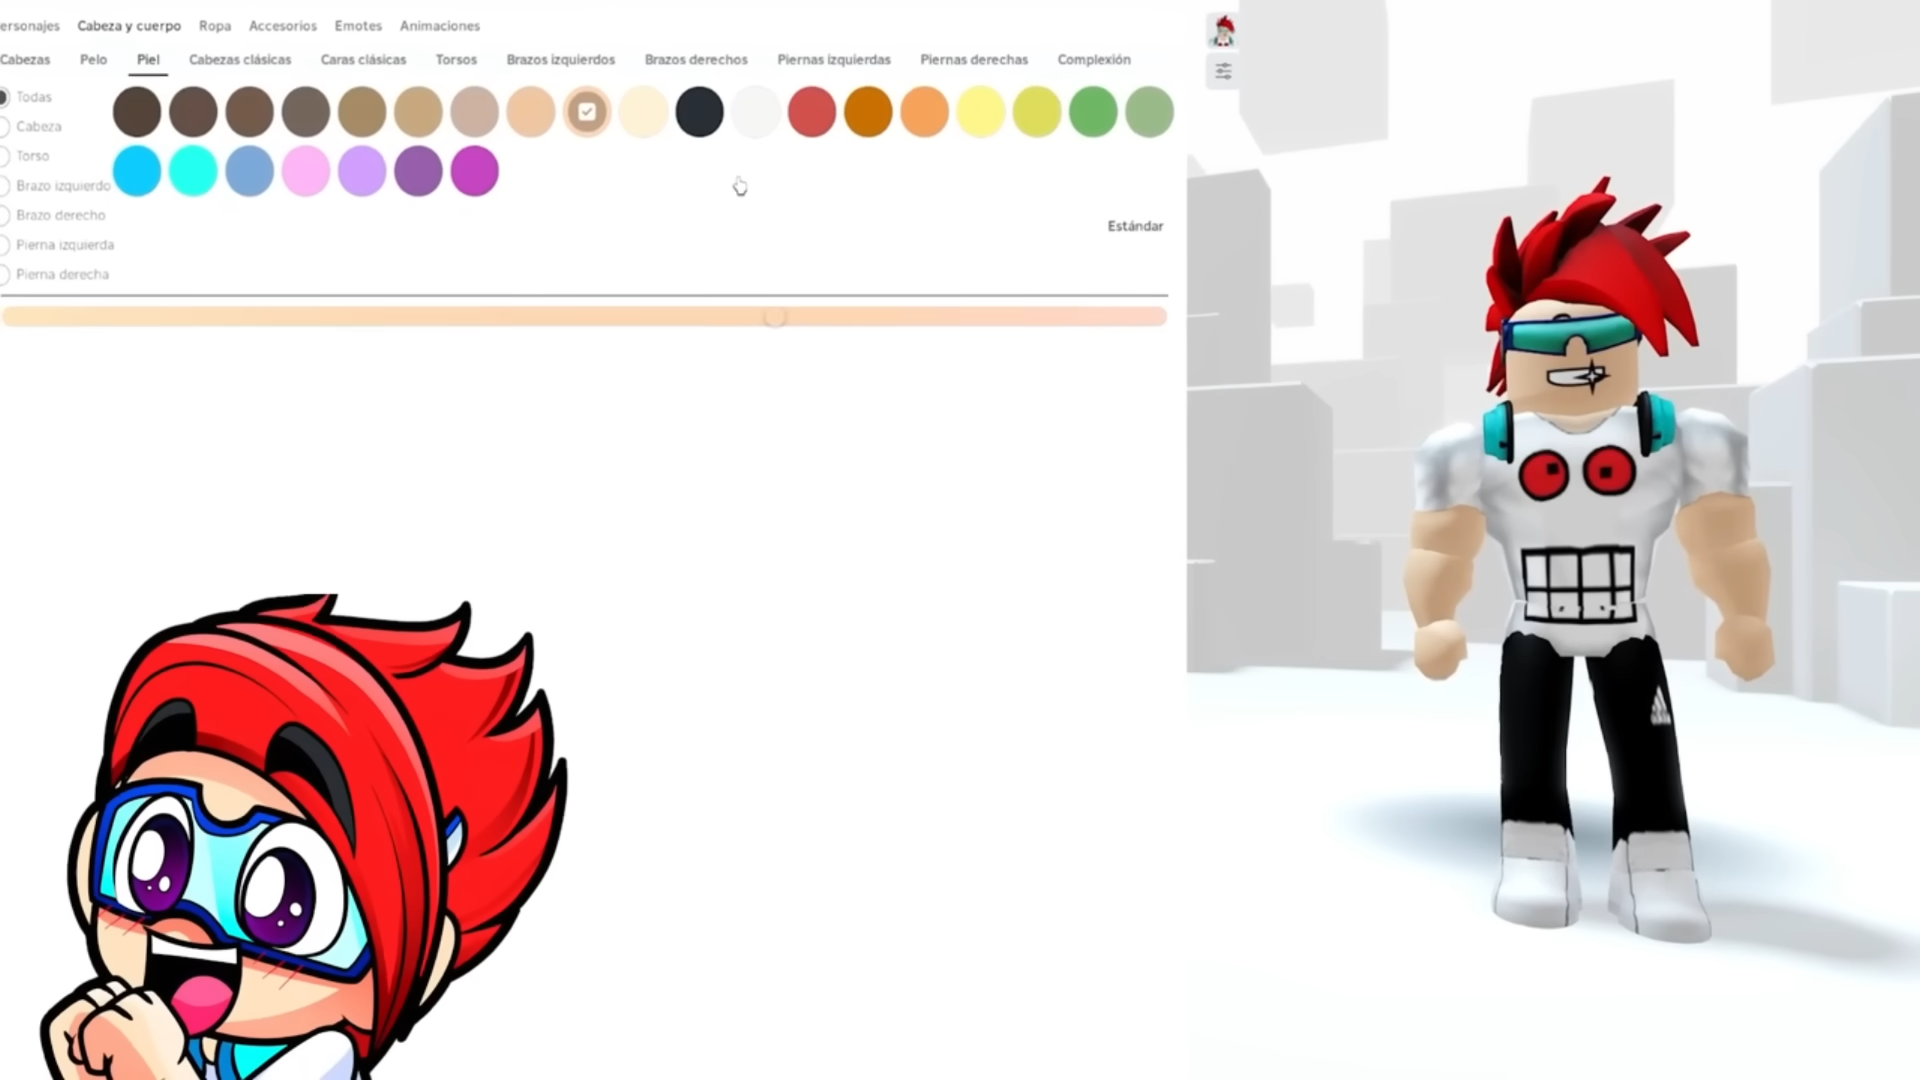 ersonajes Cabeza y cuerpo Ropa Accesorios Emotes Animaciones
Cabezas Pelo Piel Cabezas clásicas Caras clásicas Torsos Brazos izquierdos Brazos derechos Piernas izquierdas Piernas derechas Complexión
Todas
Cabeza
Torso
Brazo izquierdo
Brazo derecho
Pierna izquierda
Pierna derecha
Estándar